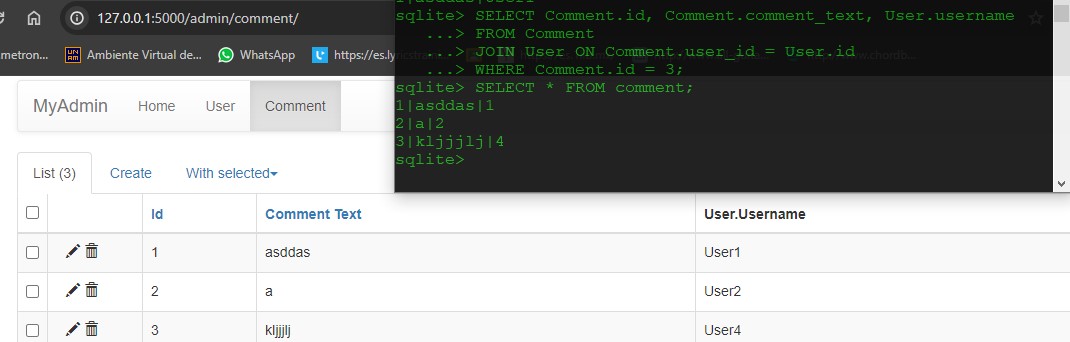 127.0.0.1:5000/admin/comment/
metron...
UNAM
Ambiente Virtual de...
WhatsApp
https://es.ly
MyAdmin
Home
User
Comment
sqlite> SELECT Comment.id, Comment.comment_text, User.username
...> FROM Comment
...> JOIN User ON Comment.user_id = User.id
...> WHERE Comment.id = 3;
sqlite> SELECT * FROM comment;
1|asddas|1
2|a|2
3|kljjjlj|4
sqlite>
List (3)
Create
With selected
Id
Comment Text
User.Username
1
asddas
User1
2
a
User2
3
kljjjlj
User4